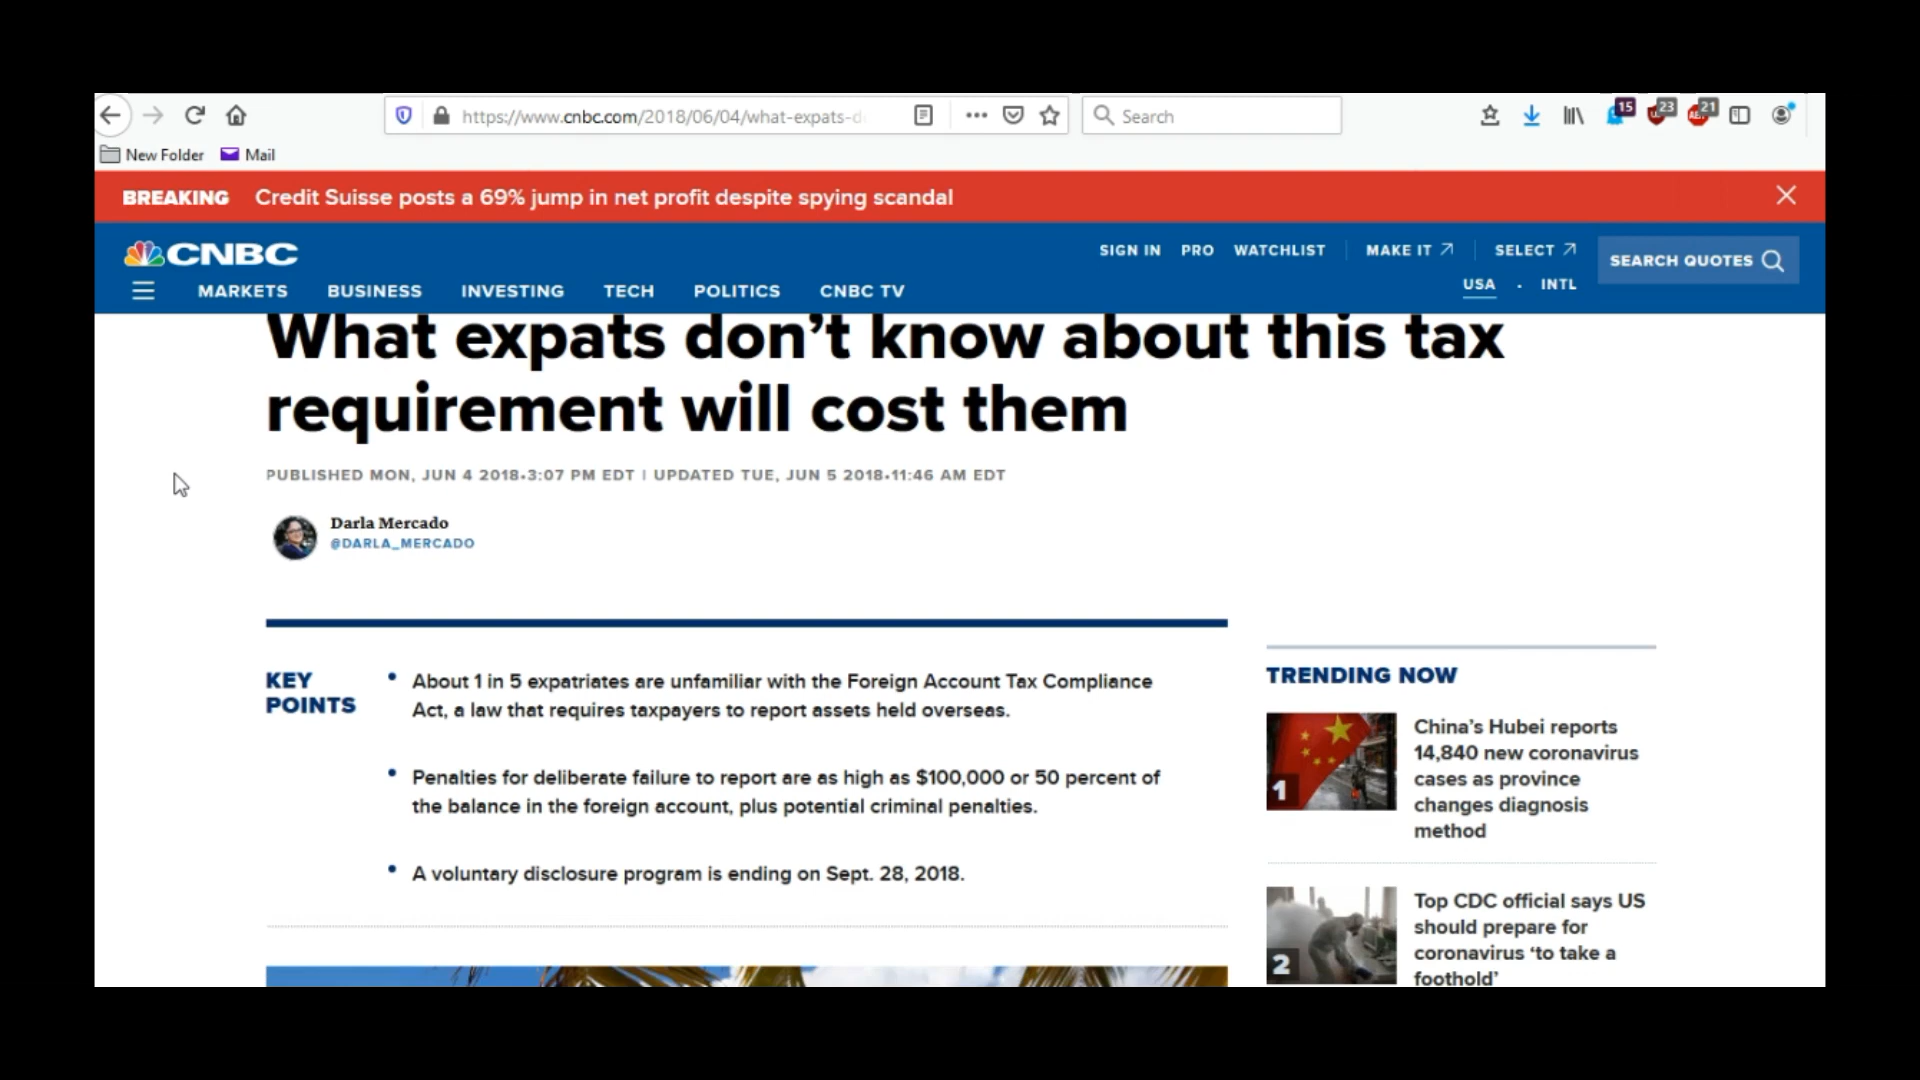 https://www.cnbc.com/2018/06/04/what-expats-d
Search
15
23
21
New Folder
Mail
BREAKING Credit Suisse posts a 69% jump in net profit despite spying scandal
CNBC
SIGN IN PRO WATCHLIST MAKE IT SELECT
USA · INTL
SEARCH QUOTES
MARKETS BUSINESS INVESTING TECH POLITICS CNBC TV
What expats don’t know about this tax
requirement will cost them
PUBLISHED MON, JUN 4 2018•3:07 PM EDT | UPDATED TUE, JUN 5 2018•11:46 AM EDT
Darla Mercado
@DARLA_MERCADO
KEY
POINTS
• About 1 in 5 expatriates are unfamiliar with the Foreign Account Tax Compliance
Act, a law that requires taxpayers to report assets held overseas.
• Penalties for deliberate failure to report are as high as $100,000 or 50 percent of
the balance in the foreign account, plus potential criminal penalties.
• A voluntary disclosure program is ending on Sept. 28, 2018.
TRENDING NOW
1
China’s Hubei reports
14,840 new coronavirus
cases as province
changes diagnosis
method
2
Top CDC official says US
should prepare for
coronavirus ‘to take a
foothold’